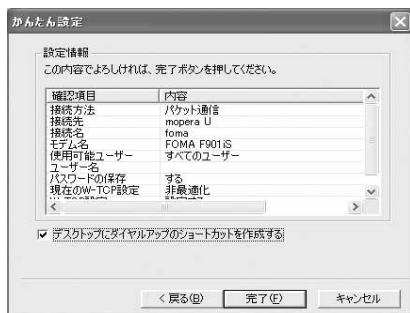 かんたん設定
設定情報
この内容でよろしければ、完了ボタンを押してください。
確認項目 内容
接続方法 パケット通信
接続先 mopera U
接続名 foma
モデム名 FOMA F901iS
使用可能ユーザー すべてのユーザー
ユーザー名
パスワードの保存 する
現在のW-TCP設定 非最適化
デスクトップにダイヤルアップのショートカットを作成する
< 戻る(B) 完了(F) キャンセル